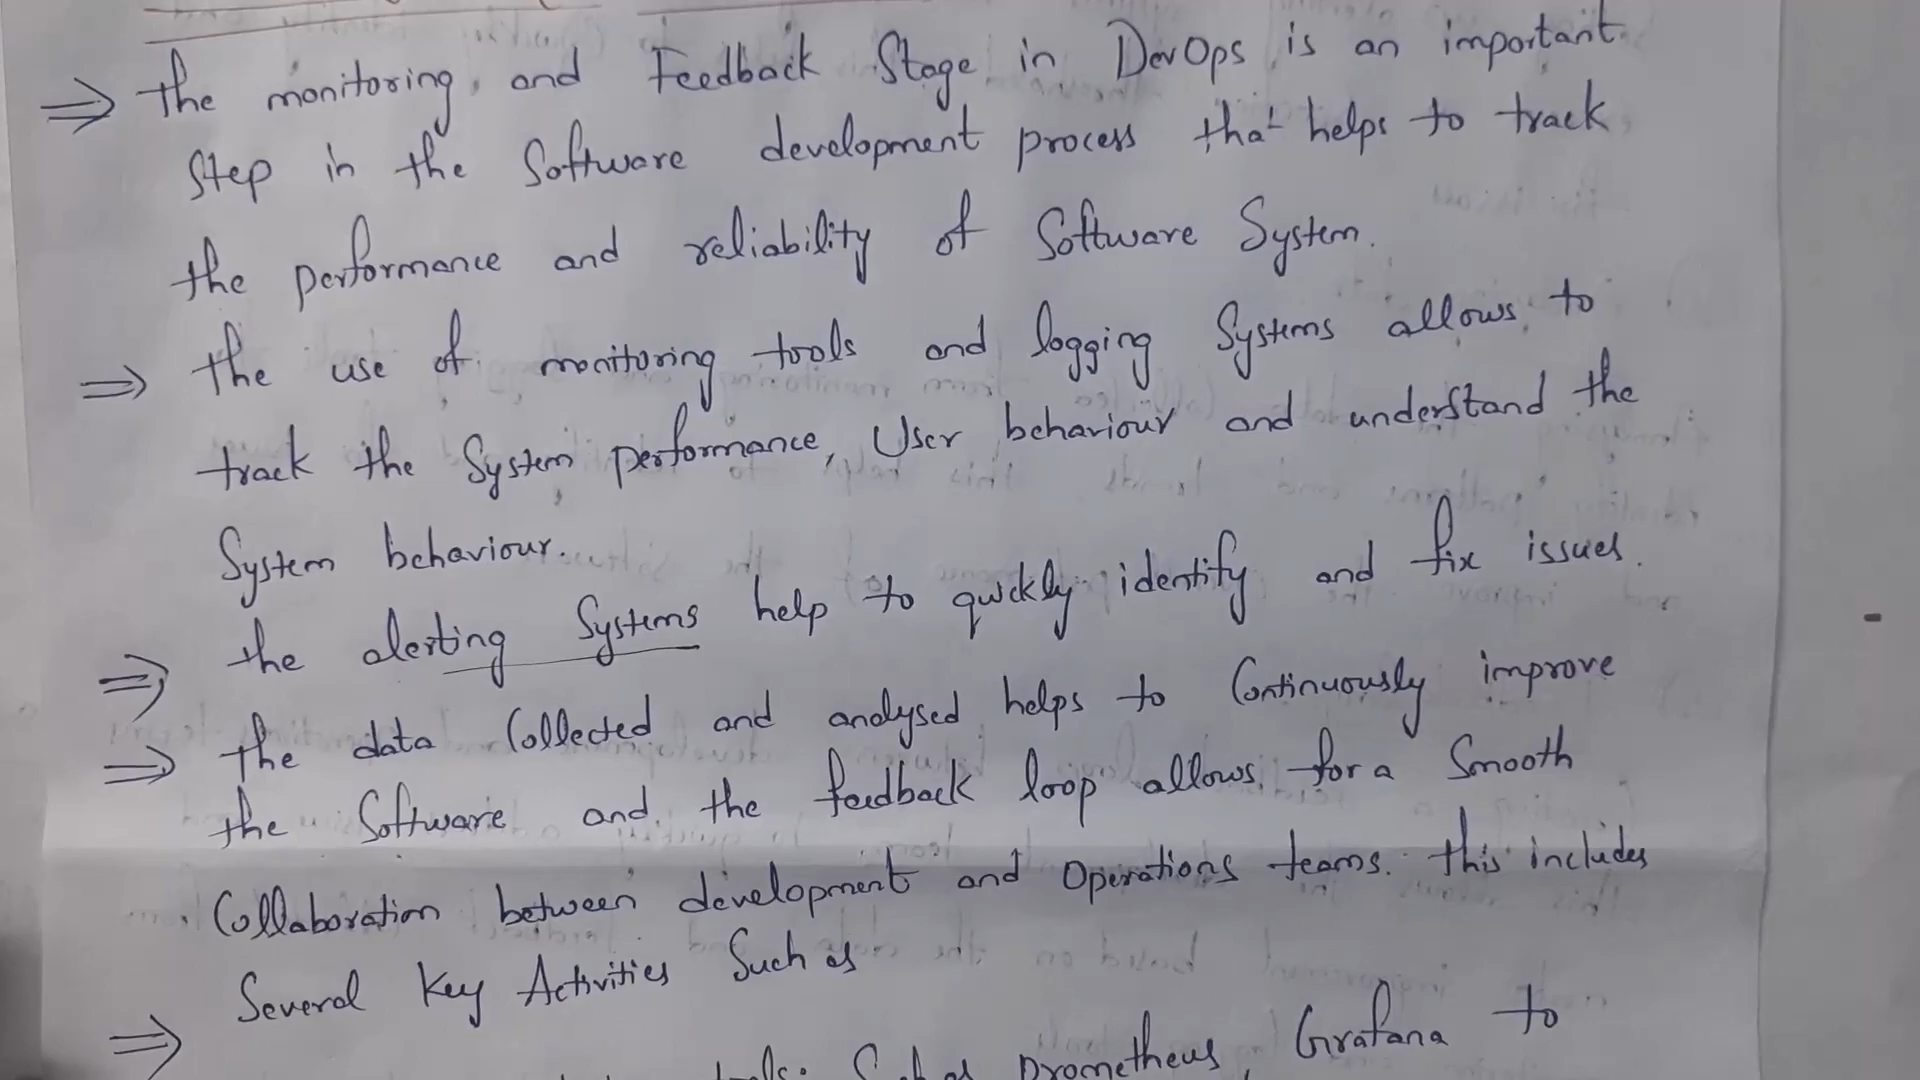 ⇒ the monitoring, and Feedback Stage in DevOps is an important
Step in the Software development process that helps to track
the performance and reliability of Software System.
⇒ the use of monitoring tools and logging Systems allows to
track the System performance, User behaviour and understand the
System behaviour.
⇒ the alerting Systems help to quickly identify and fix issues.
⇒ the data Collected and analysed helps to Continuously improve
the Software and the feedback loop allows for a Smooth
Collaboration between development and Operations teams. this includes
Several Key Activities Such as
⇒ Prometheus, Grafana to